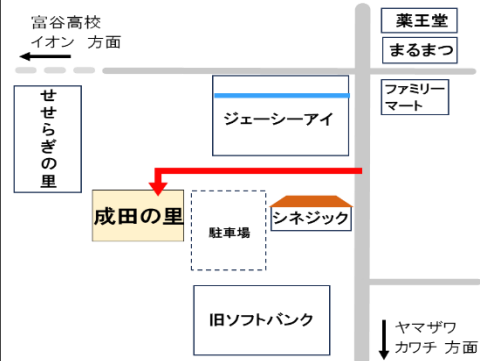 富谷高校
イオン 方面
薬王堂
まるまつ
ファミリー
マート
せせらぎの里
ジェーシーアイ
成田の里
駐車場
シネジック
旧ソフトバンク
ヤマザワ
カワチ 方面